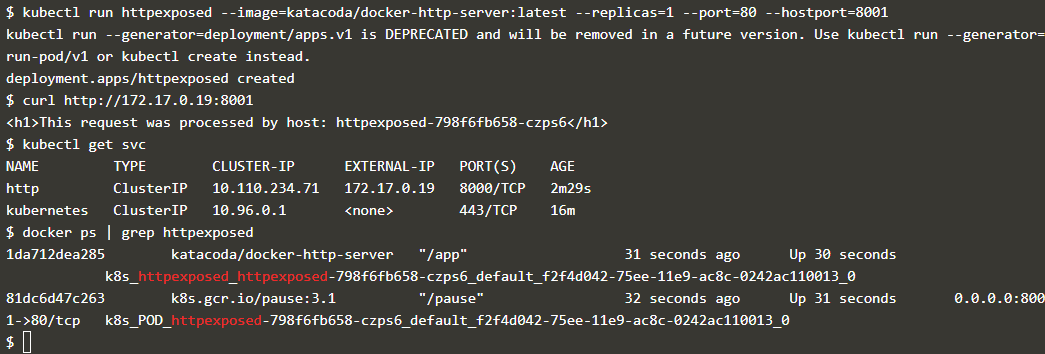 $ kubectl run httpexposed --image=katacoda/docker-http-server:latest --replicas=1 --port=80 --hostport=8001
kubectl run --generator=deployment/apps.v1 is DEPRECATED and will be removed in a future version. Use kubectl run --generator=
run-pod/v1 or kubectl create instead.
deployment.apps/httpexposed created
$ curl http://172.17.0.19:8001
<h1>This request was processed by host: httpexposed-798f6fb658-czps6</h1>
$ kubectl get svc
NAME         TYPE        CLUSTER-IP      EXTERNAL-IP   PORT(S)    AGE
http         ClusterIP   10.110.234.71   172.17.0.19   8000/TCP   2m29s
kubernetes   ClusterIP   10.96.0.1       <none>        443/TCP    16m
$ docker ps | grep httpexposed
1da712dea285        katacoda/docker-http-server   "/app"                   31 seconds ago      Up 30 seconds
            k8s_httpexposed_httpexposed-798f6fb658-czps6_default_f2f4d042-75ee-11e9-ac8c-0242ac110013_0
81dc6d47c263        k8s.gcr.io/pause:3.1          "/pause"                 32 seconds ago      Up 31 seconds       0.0.0.0:800
1->80/tcp   k8s_POD_httpexposed-798f6fb658-czps6_default_f2f4d042-75ee-11e9-ac8c-0242ac110013_0
$